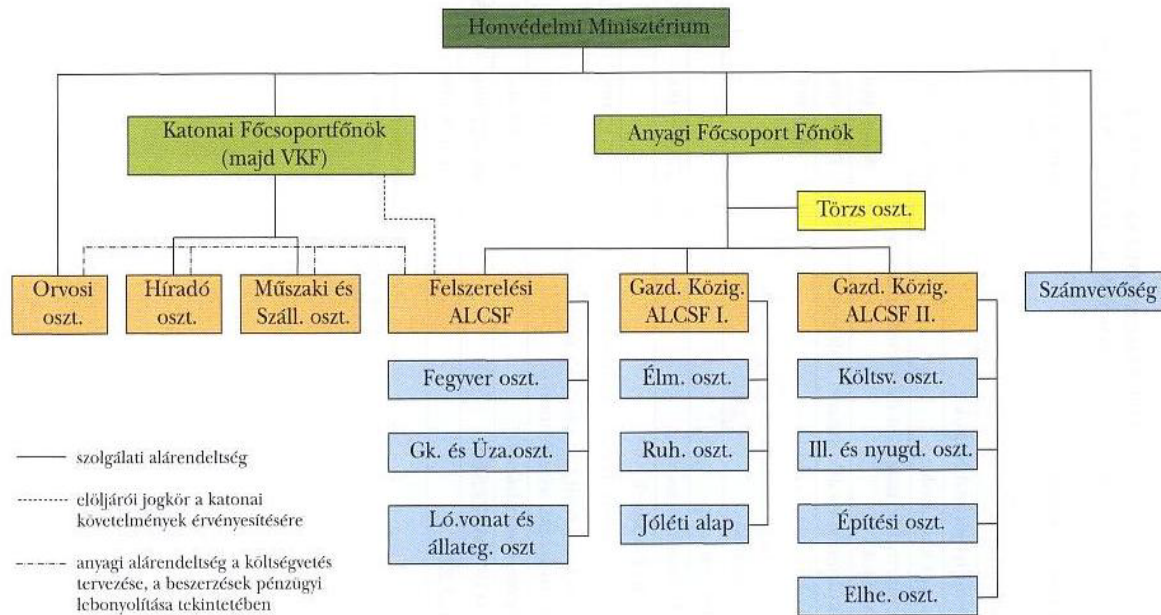 Honvédelmi Minisztérium
Katonai Főcsoportfőnök
(majd VKF)
Anyagi Főcsoport Főnök
Törzs oszt.
Orvosi
oszt.
Híradó
oszt.
Műszaki és
Száll. oszt.
Felszerelési
ALCSF
Gazd. Közig.
ALCSF I.
Gazd. Közig.
ALCSF II.
Számvevőség
Fegyver oszt.
Gk. és Üza.oszt.
Ló.vonat és
állateg. oszt
Élm. oszt.
Ruh. oszt.
Jóléti alap
Költsv. oszt.
Ill. és nyugd. oszt.
Építési oszt.
Elhe. oszt.
szolgálati alárendeltség
elöljárói jogkör a katonai
követelmények érvényesítésére
anyagi alárendeltség a költségvetés
tervezése, a beszerzések pénzügyi
lebonyolítása tekintetében